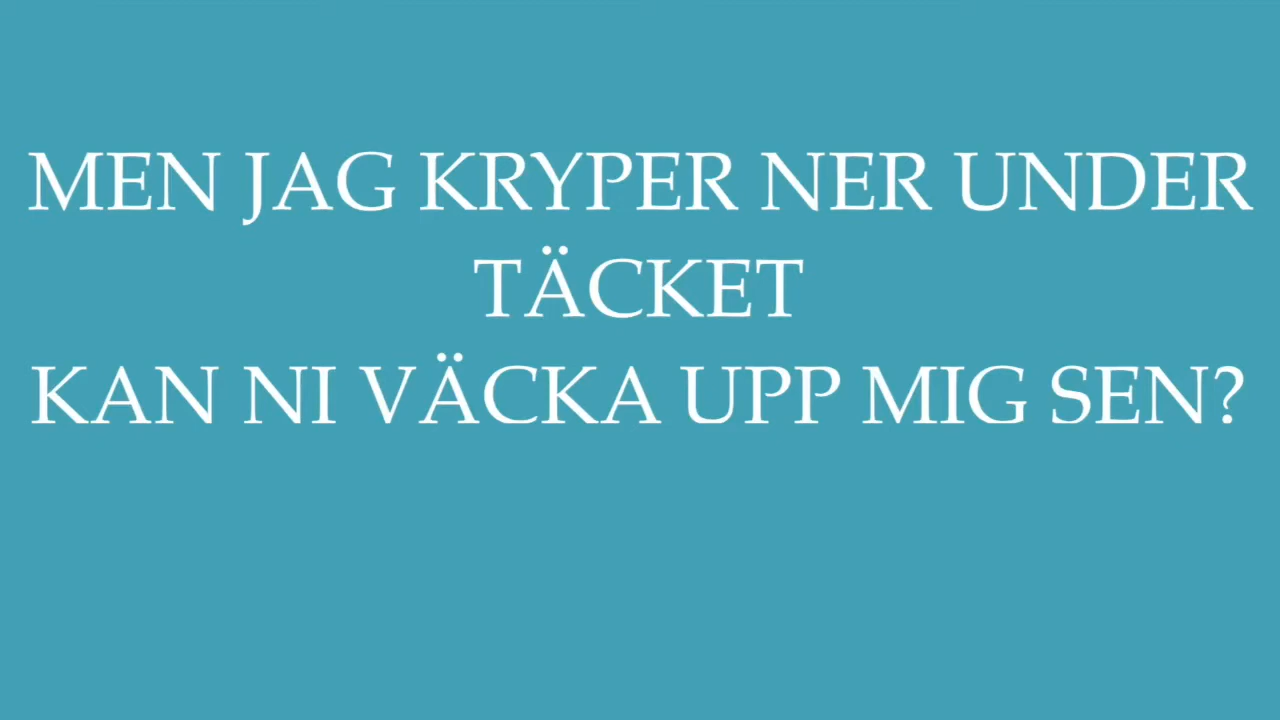 MEN JAG KRYPER NER UNDER
TÄCKET
KAN NI VÄCKA UPP MIG SEN?